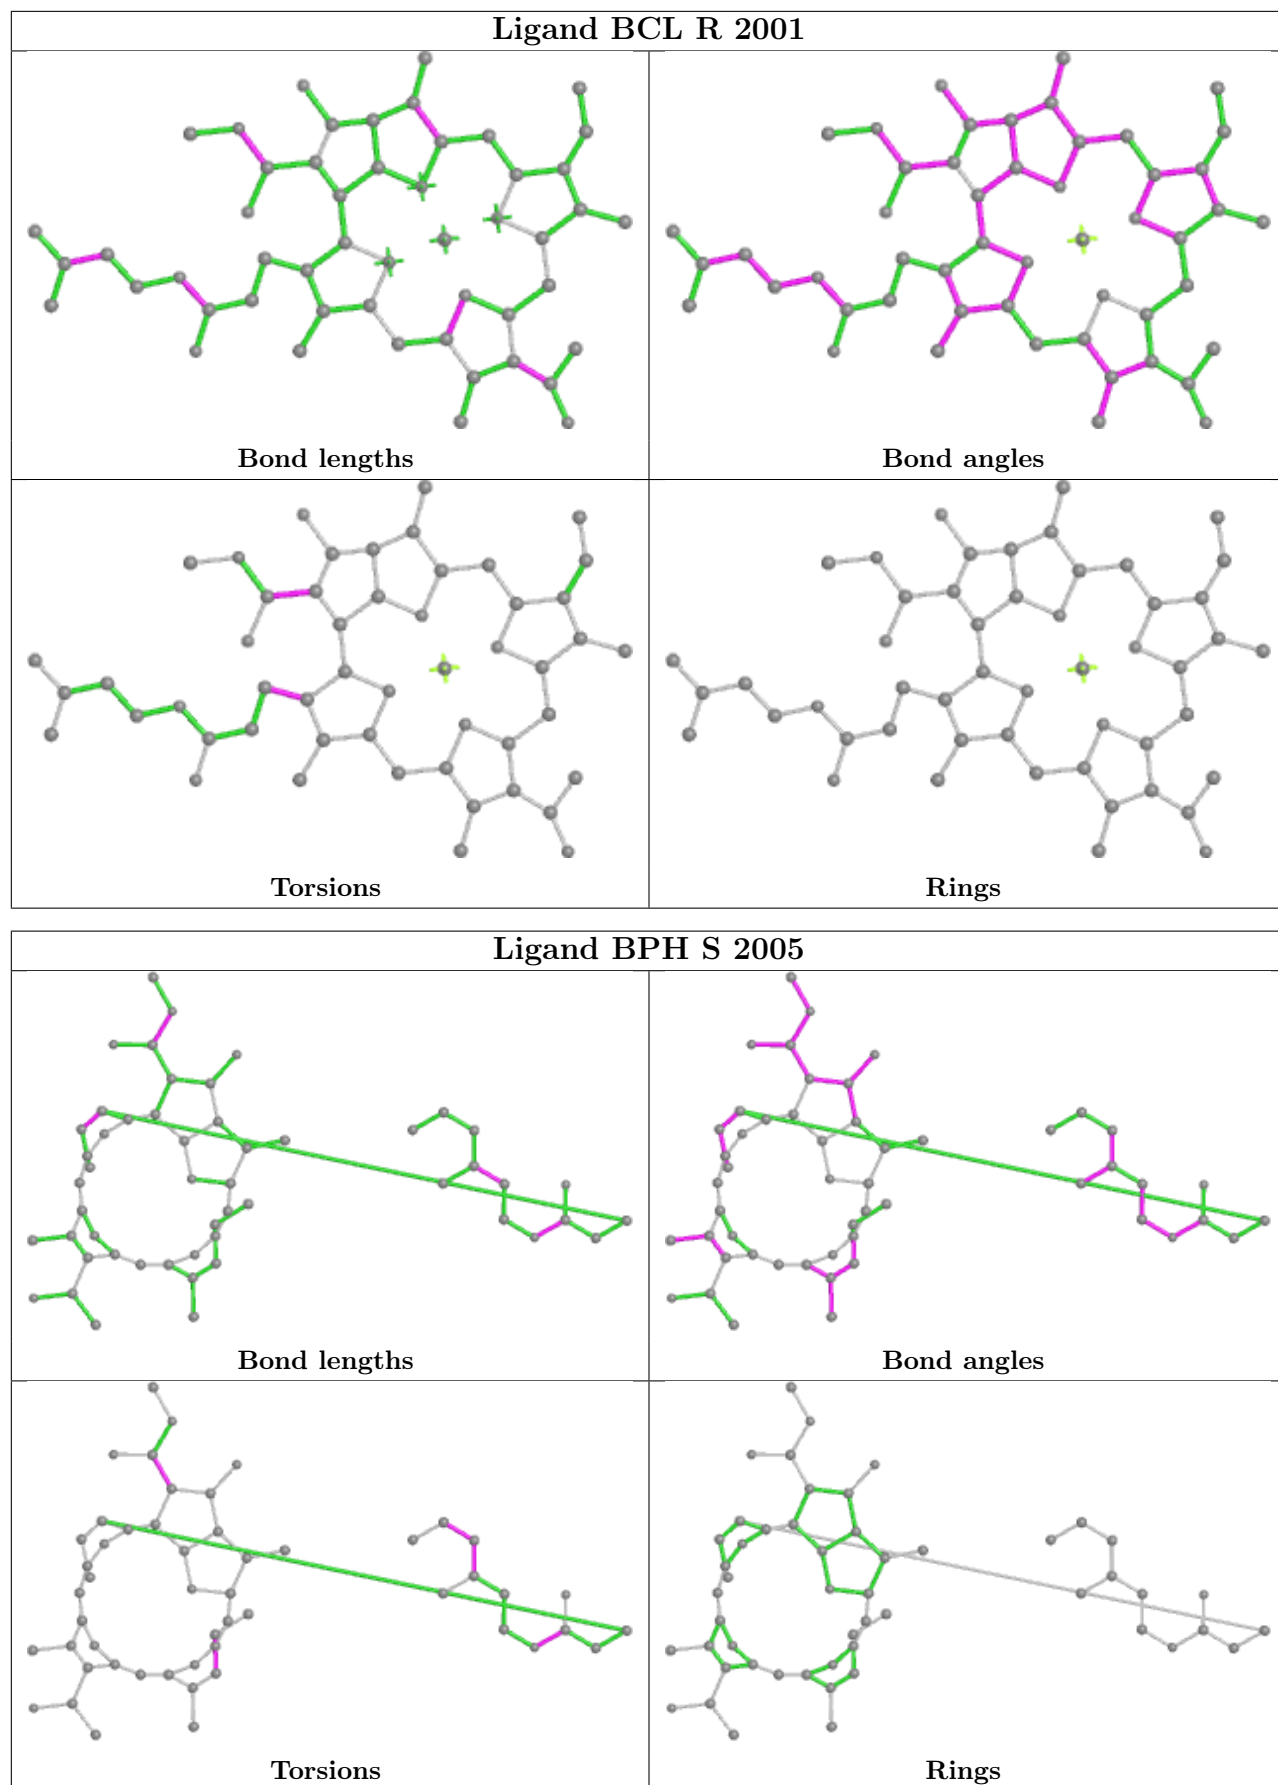 Ligand BCL R 2001
Bond lengths
Bond angles
Torsions
Rings
Ligand BPH S 2005
Bond lengths
Bond angles
Torsions
Rings